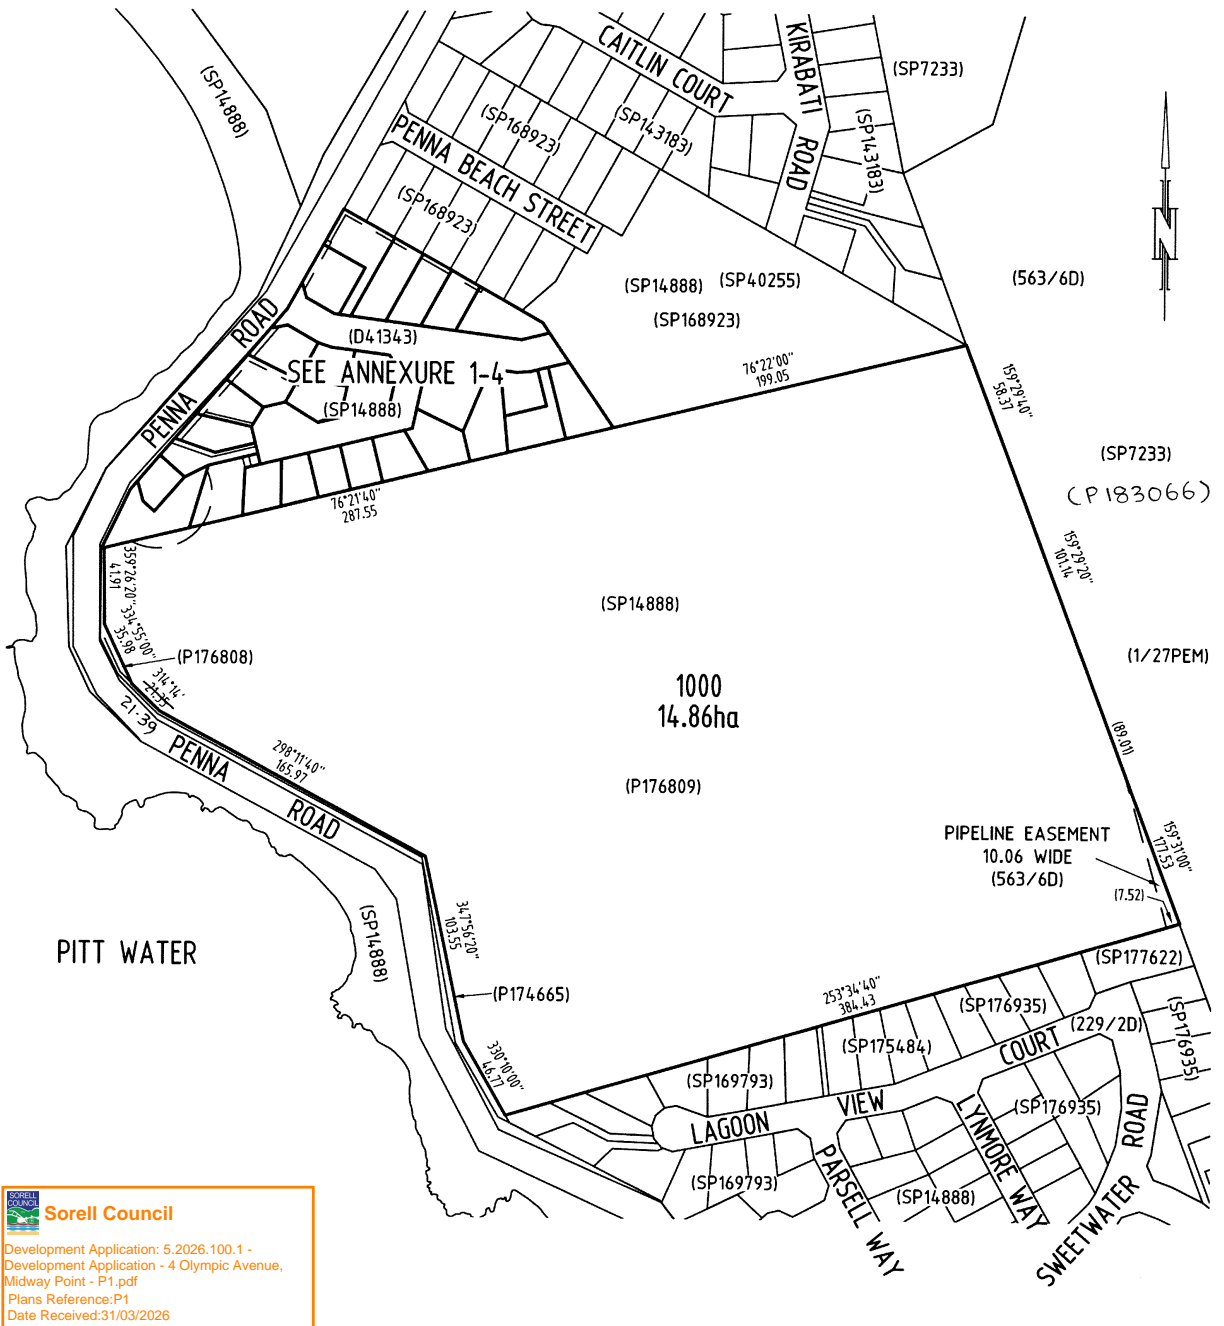 CAITLIN COURT
KIRABATI
ROAD
(SP7233)
(SP14888)
(SP168923)
(SP143183)
(SP143183)
PENNA BEACH STREET
(SP168923)
N
(SP14888)
(SP40255)
(563/6D)
(SP168923)
ROAD
(D41343)
SEE ANNEXURE 1-4
76°22'00"
199.05
159°29'40"
58.37
PENNA
(SP14888)
(SP7233)
(P183066)
76°21'40"
287.55
159°29'20"
101.14
359°26'20"
41.91
334°55'00"
35.98
(SP14888)
(P176808)
(1/27PEM)
314°14'
21.35
21.39
1000
14.86ha
PENNA
ROAD
298°11'40"
165.97
(89.01)
(P176809)
PIPELINE EASEMENT
10.06 WIDE
(563/6D)
159°31'00"
177.53
(7.52)
347°56'20"
103.55
(SP14888)
PITT WATER
(P174665)
253°34'40"
384.43
(SP177622)
(SP176935)
(229/2D)
(SP176935)
(SP175484)
COURT
330°10'00"
46.77
(SP169793)
VIEW
LAGOON
(SP176935)
LYNMORE WAY
ROAD
PARSELL WAY
(SP169793)
(SP14888)
SWEETWATER
SORELL
COUNCIL
Sorell Council
Development Application: 5.2026.100.1 -
Development Application - 4 Olympic Avenue,
Midway Point - P1.pdf
Plans Reference:P1
Date Received:31/03/2026